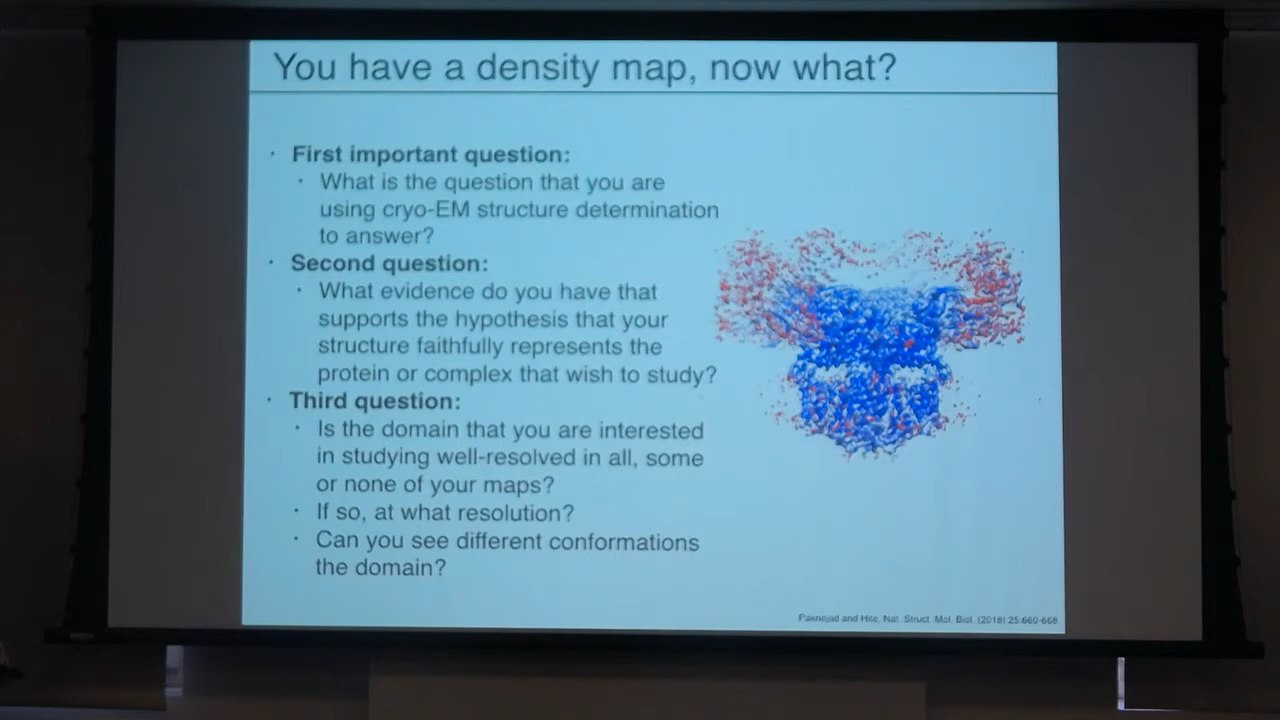 You have a density map, now what?
· First important question:
· What is the question that you are
using cryo-EM structure determination
to answer?
· Second question:
· What evidence do you have that
supports the hypothesis that your
structure faithfully represents the
protein or complex that wish to study?
· Third question:
· Is the domain that you are interested
in studying well-resolved in all, some
or none of your maps?
· If so, at what resolution?
· Can you see different conformations
the domain?
Paknejad and Hite, Nat. Struct. Mol. Biol. (2018) 25:660-668